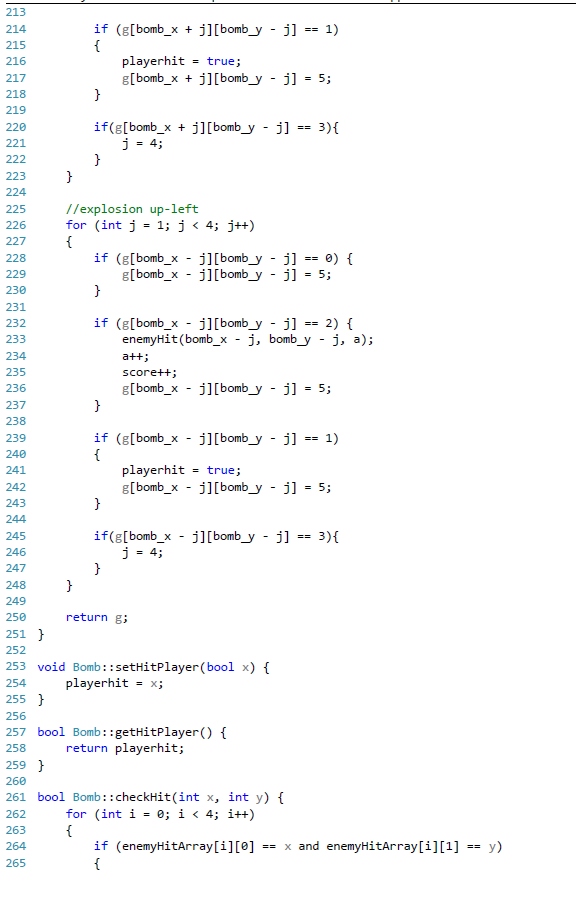 213
214 if (g[bomb_x + j][bomb_y - j] == 1)
215 {
216 playerhit = true;
217 g[bomb_x + j][bomb_y - j] = 5;
218 }
219
220 if(g[bomb_x + j][bomb_y - j] == 3){
221 j = 4;
222 }
223 }
224
225 //explosion up-left
226 for (int j = 1; j < 4; j++)
227 {
228 if (g[bomb_x - j][bomb_y - j] == 0) {
229 g[bomb_x - j][bomb_y - j] = 5;
230 }
231
232 if (g[bomb_x - j][bomb_y - j] == 2) {
233 enemyHit(bomb_x - j, bomb_y - j, a);
234 a++;
235 score++;
236 g[bomb_x - j][bomb_y - j] = 5;
237 }
238
239 if (g[bomb_x - j][bomb_y - j] == 1)
240 {
241 playerhit = true;
242 g[bomb_x - j][bomb_y - j] = 5;
243 }
244
245 if(g[bomb_x - j][bomb_y - j] == 3){
246 j = 4;
247 }
248 }
249
250 return g;
251 }
252
253 void Bomb::setHitPlayer(bool x) {
254 playerhit = x;
255 }
256
257 bool Bomb::getHitPlayer() {
258 return playerhit;
259 }
260
261 bool Bomb::checkHit(int x, int y) {
262 for (int i = 0; i < 4; i++)
263 {
264 if (enemyHitArray[i][0] == x and enemyHitArray[i][1] == y)
265 {